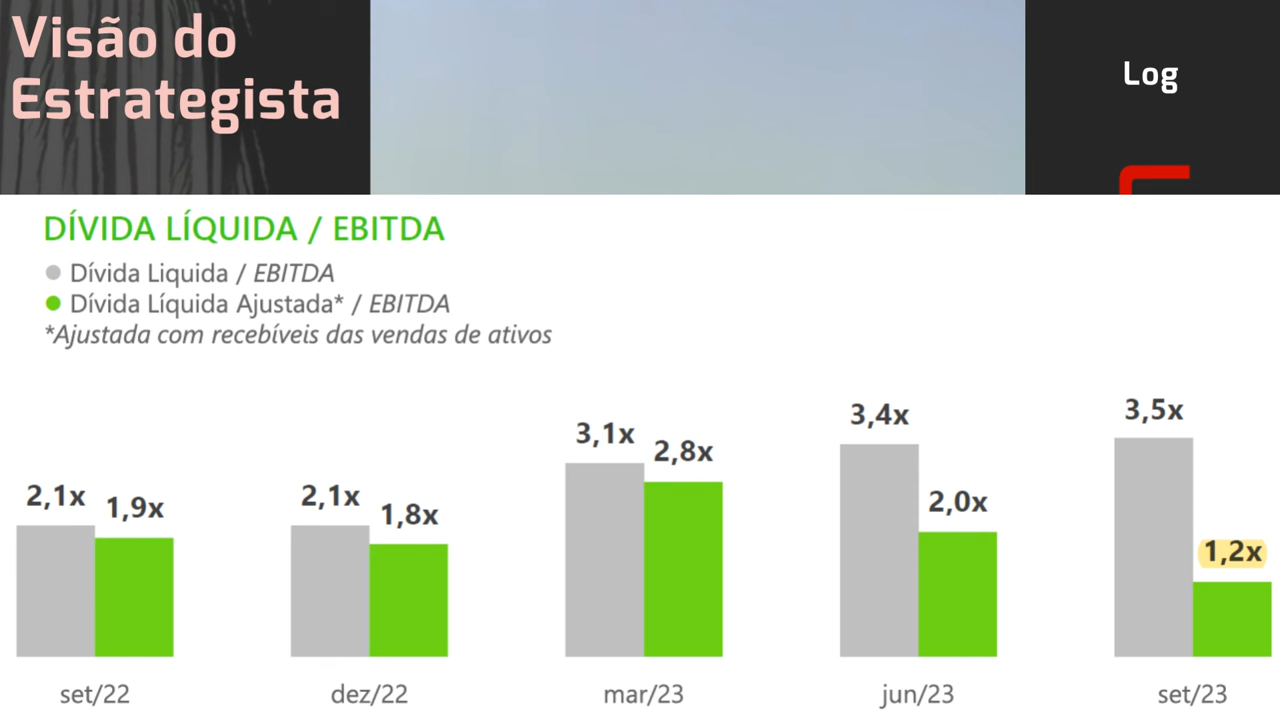 Visão do
Estrategista
Log
DÍVIDA LÍQUIDA / EBITDA
Dívida Liquida / EBITDA
Dívida Líquida Ajustada* / EBITDA
*Ajustada com recebíveis das vendas de ativos
2,1x 1,9x 2,1x 1,8x 3,1x 2,8x 3,4x 2,0x 3,5x 1,2x
set/22 dez/22 mar/23 jun/23 set/23